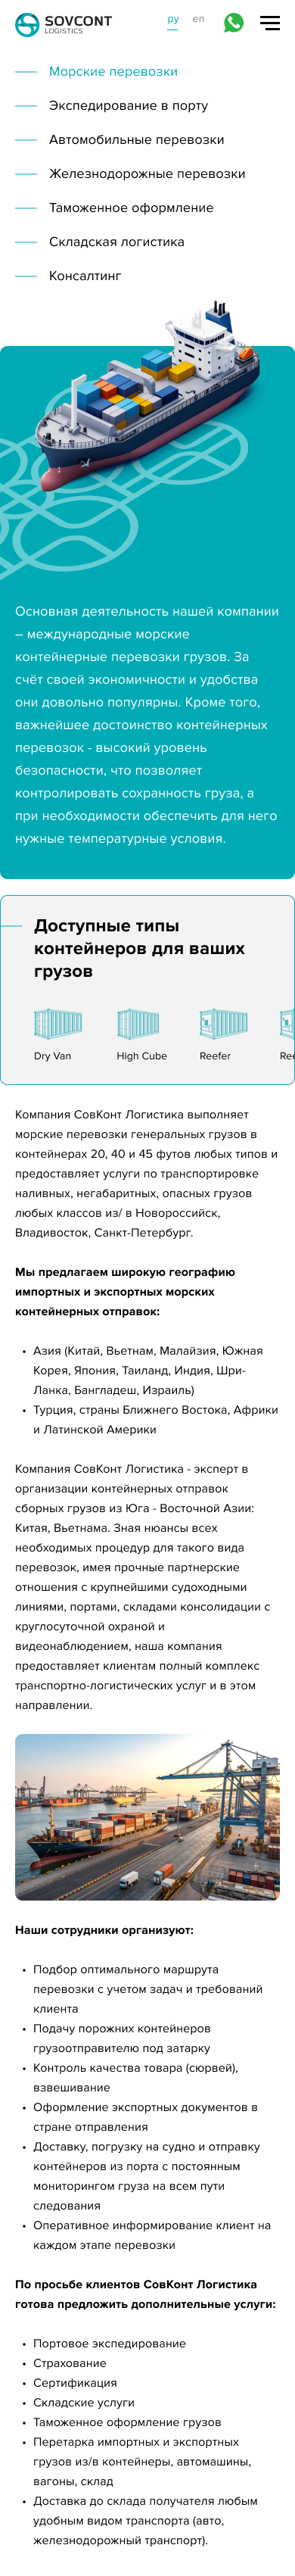 SOVCONT
LOGISTICS
ру
en
Морские перевозки
Экспедирование в порту
Автомобильные перевозки
Железнодорожные перевозки
Таможенное оформление
Складская логистика
Консалтинг
Основная деятельность нашей компании
– международные морские
контейнерные перевозки грузов. За
счёт своей экономичности и удобства
они довольно популярны. Кроме того,
важнейшее достоинство контейнерных
перевозок - высокий уровень
безопасности, что позволяет
контролировать сохранность груза, а
при необходимости обеспечить для него
нужные температурные условия.
Доступные типы
контейнеров для ваших
грузов
Dry Van
High Cube
Reefer
Ree
Компания СовКонт Логистика выполняет
морские перевозки генеральных грузов в
контейнерах 20, 40 и 45 футов любых типов и
предоставляет услуги по транспортировке
наливных, негабаритных, опасных грузов
любых классов из/ в Новороссийск,
Владивосток, Санкт-Петербург.
Мы предлагаем широкую географию
импортных и экспортных морских
контейнерных отправок:
• Азия (Китай, Вьетнам, Малайзия, Южная
Корея, Япония, Таиланд, Индия, Шри-
Ланка, Бангладеш, Израиль)
• Турция, страны Ближнего Востока, Африки
и Латинской Америки
Компания СовКонт Логистика - эксперт в
организации контейнерных отправок
сборных грузов из Юга - Восточной Азии:
Китая, Вьетнама. Зная нюансы всех
необходимых процедур для такого вида
перевозок, имея прочные партнерские
отношения с крупнейшими судоходными
линиями, портами, складами консолидации с
круглосуточной охраной и
видеонаблюдением, наша компания
предоставляет клиентам полный комплекс
транспортно-логистических услуг и в этом
направлении.
Наши сотрудники организуют:
• Подбор оптимального маршрута
перевозки с учетом задач и требований
клиента
• Подачу порожних контейнеров
грузоотправителю под затарку
• Контроль качества товара (сюрвей),
взвешивание
• Оформление экспортных документов в
стране отправления
• Доставку, погрузку на судно и отправку
контейнеров из порта с постоянным
мониторингом груза на всем пути
следования
• Оперативное информирование клиент на
каждом этапе перевозки
По просьбе клиентов СовКонт Логистика
готова предложить дополнительные услуги:
• Портовое экспедирование
• Страхование
• Сертификация
• Складские услуги
• Таможенное оформление грузов
• Перетарка импортных и экспортных
грузов из/в контейнеры, автомашины,
вагоны, склад
• Доставка до склада получателя любым
удобным видом транспорта (авто,
железнодорожный транспорт).